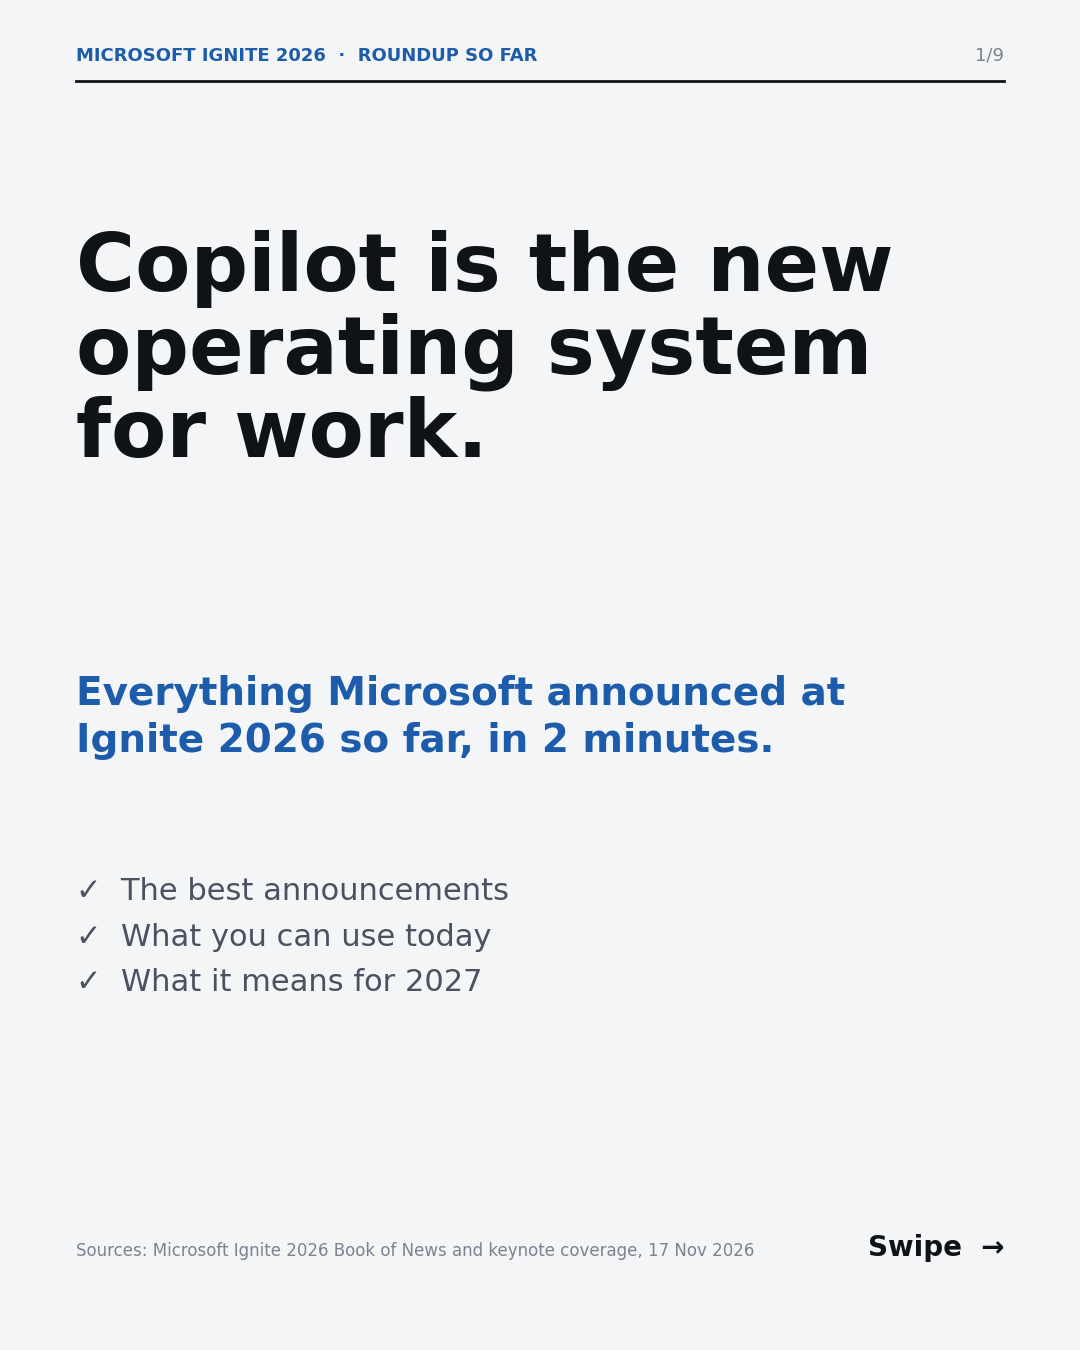 MICROSOFT IGNITE 2026 · ROUNDUP SO FAR
1/9
Copilot is the new
operating system
for work.
Everything Microsoft announced at
Ignite 2026 so far, in 2 minutes.
✓ The best announcements
✓ What you can use today
✓ What it means for 2027
Sources: Microsoft Ignite 2026 Book of News and keynote coverage, 17 Nov 2026
Swipe →